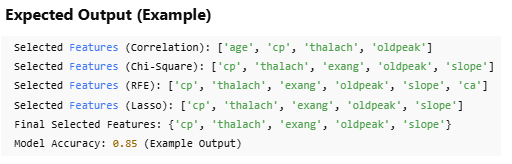 Expected Output (Example)
Selected Features (Correlation): ['age', 'cp', 'thalach', 'oldpeak']
Selected Features (Chi-Square): ['cp', 'thalach', 'exang', 'oldpeak', 'slope']
Selected Features (RFE): ['cp', 'thalach', 'exang', 'oldpeak', 'slope', 'ca']
Selected Features (Lasso): ['cp', 'thalach', 'exang', 'oldpeak', 'slope']
Final Selected Features: {'cp', 'thalach', 'exang', 'oldpeak', 'slope'}
Model Accuracy: 0.85 (Example Output)